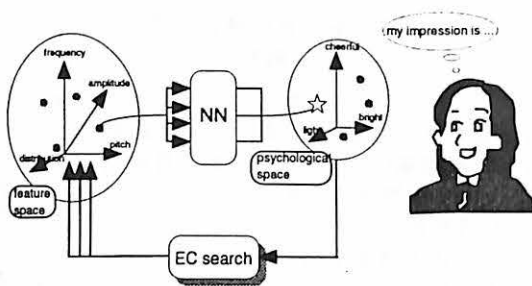 my impression is ...
frequency
amplitude
distribution
pitch
feature
space
NN
cheerful
bright
light
psychological
space
EC search